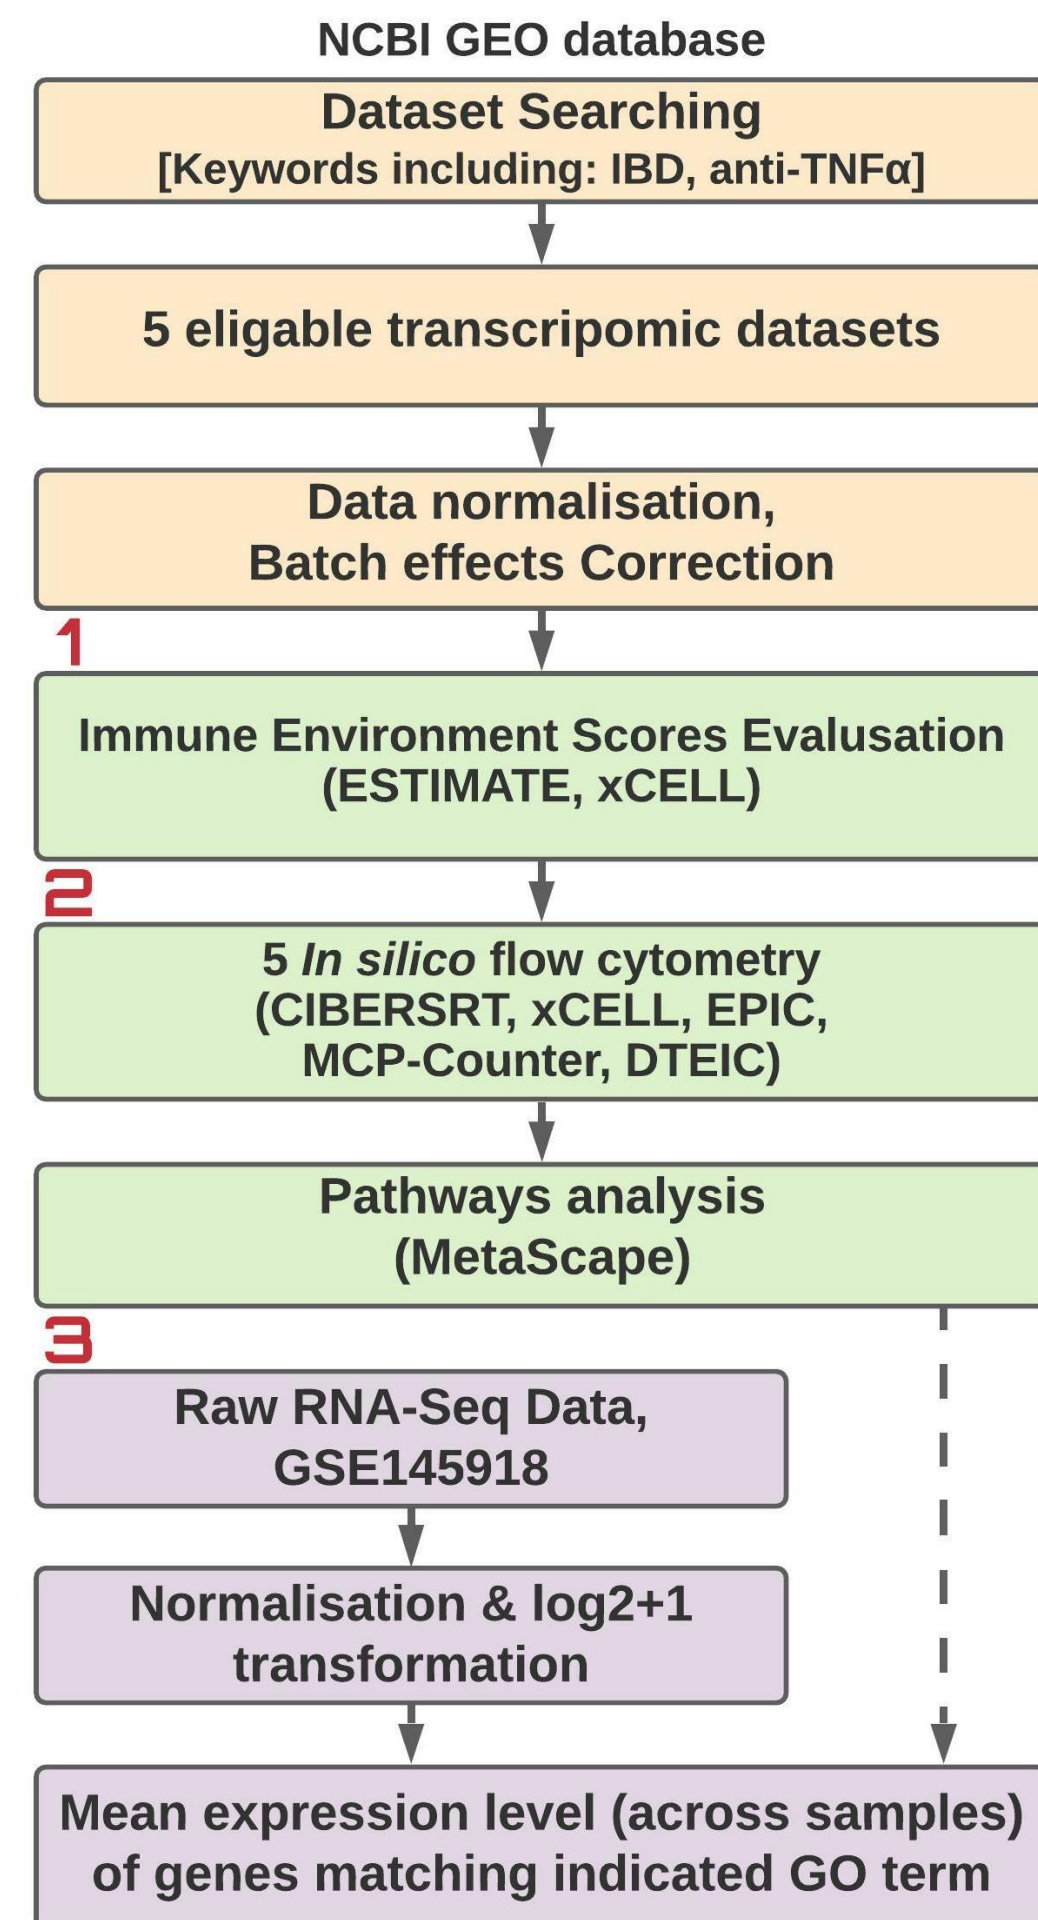 NCBI GEO database
Dataset Searching
[Keywords including: IBD, anti-TNFα]
5 eligable transcripomic datasets
Data normalisation,
Batch effects Correction
1
Immune Environment Scores Evalusation
(ESTIMATE, xCELL)
2
5 In silico flow cytometry
(CIBERSRT, xCELL, EPIC,
MCP-Counter, DTEIC)
Pathways analysis
(MetaScape)
3
Raw RNA-Seq Data,
GSE145918
Normalisation & log2+1
transformation
Mean expression level (across samples)
of genes matching indicated GO term